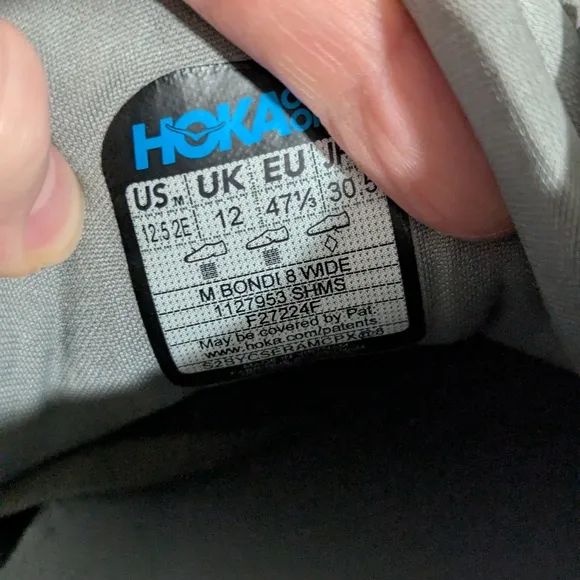 HOKA
US M UK EU
12.5 2E 12 47⅓ 30.5
M BONDI 8 WIDE
1127953 SHMS
F27224F
May be covered by Pat.
www.hoka.com/patents